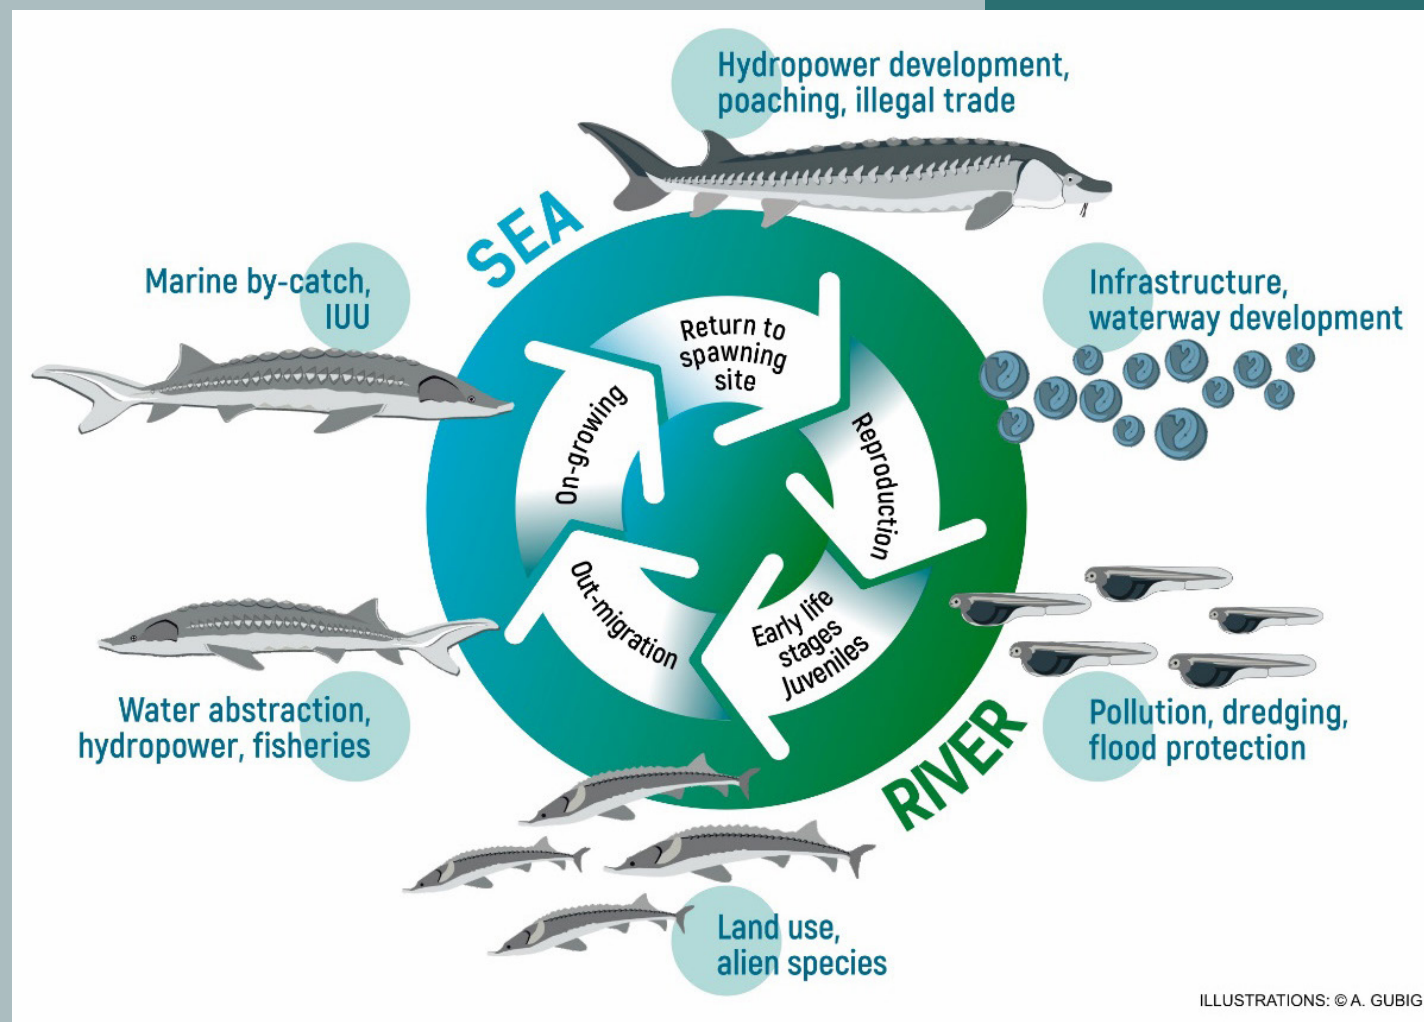 Hydropower development,
poaching, illegal trade
SEA
Marine by-catch,
IUU
Infrastructure,
waterway development
Return to
spawning
site
On-growing
Reproduction
Out-migration
Early life
stages
Juveniles
Water abstraction,
hydropower, fisheries
Pollution, dredging,
flood protection
RIVER
Land use,
alien species
ILLUSTRATIONS: © A. GUBIG